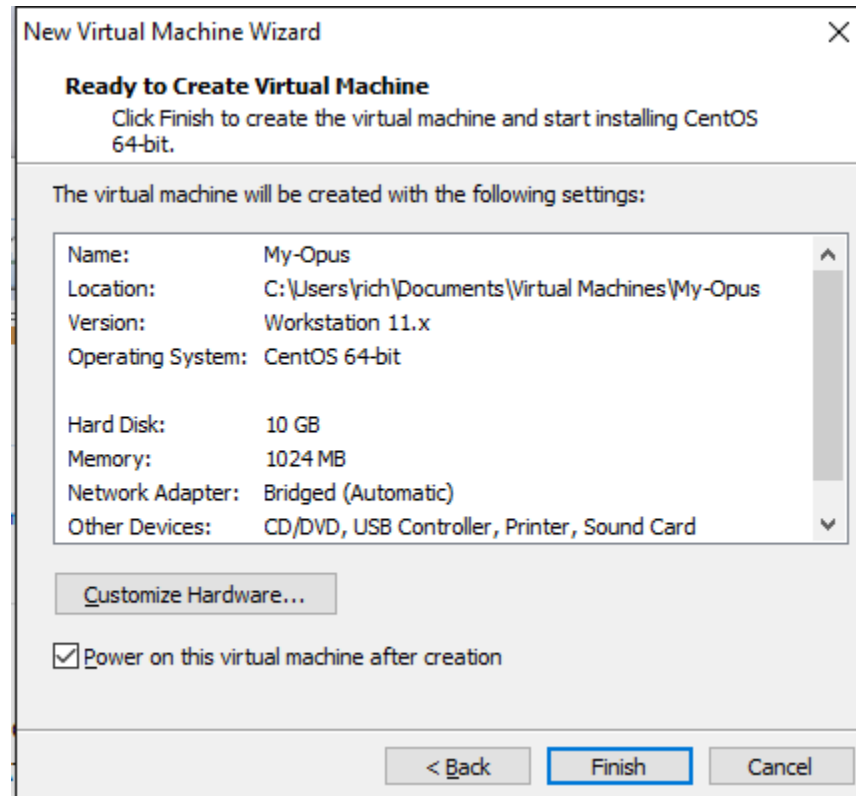 New Virtual Machine Wizard
Ready to Create Virtual Machine
Click Finish to create the virtual machine and start installing CentOS
64-bit.
The virtual machine will be created with the following settings:
Name: My-Opus
Location: C:\Users\rich\Documents\Virtual Machines\My-Opus
Version: Workstation 11.x
Operating System: CentOS 64-bit
Hard Disk: 10 GB
Memory: 1024 MB
Network Adapter: Bridged (Automatic)
Other Devices: CD/DVD, USB Controller, Printer, Sound Card
Customize Hardware...
Power on this virtual machine after creation
< Back Finish Cancel